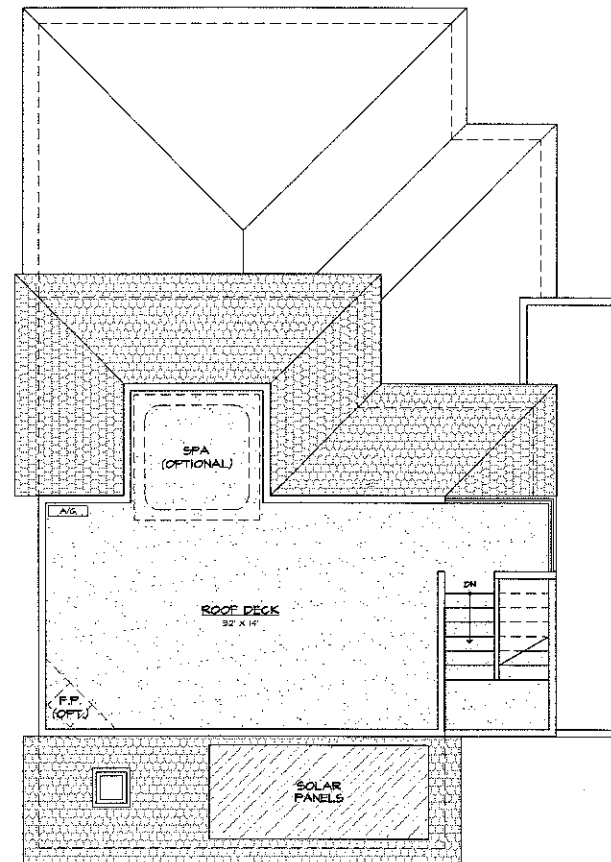 SPA
(OPTIONAL)
A/C
DN
ROOF DECK
32' X 14'
F.P.
(OPT.)
SOLAR
PANELS